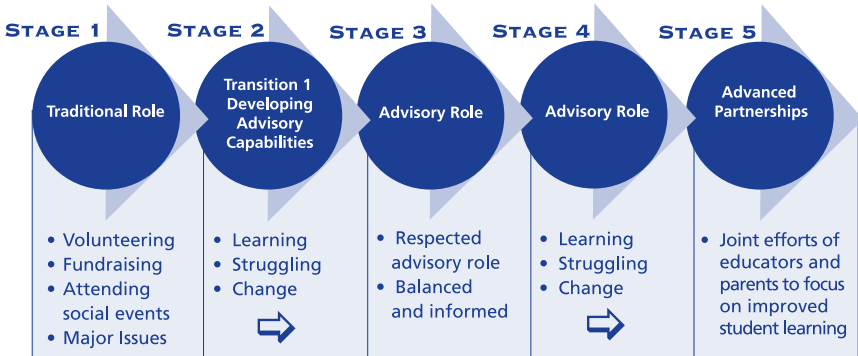 STAGE 1
STAGE 2
STAGE 3
STAGE 4
STAGE 5
Traditional Role
Transition 1
Developing
Advisory
Capabilities
Advisory Role
Advisory Role
Advanced
Partnerships
• Volunteering
• Fundraising
• Attending
social events
• Major Issues
• Learning
• Struggling
• Change
• Respected
advisory role
• Balanced
and informed
• Learning
• Struggling
• Change
• Joint efforts of
educators and
parents to focus
on improved
student learning